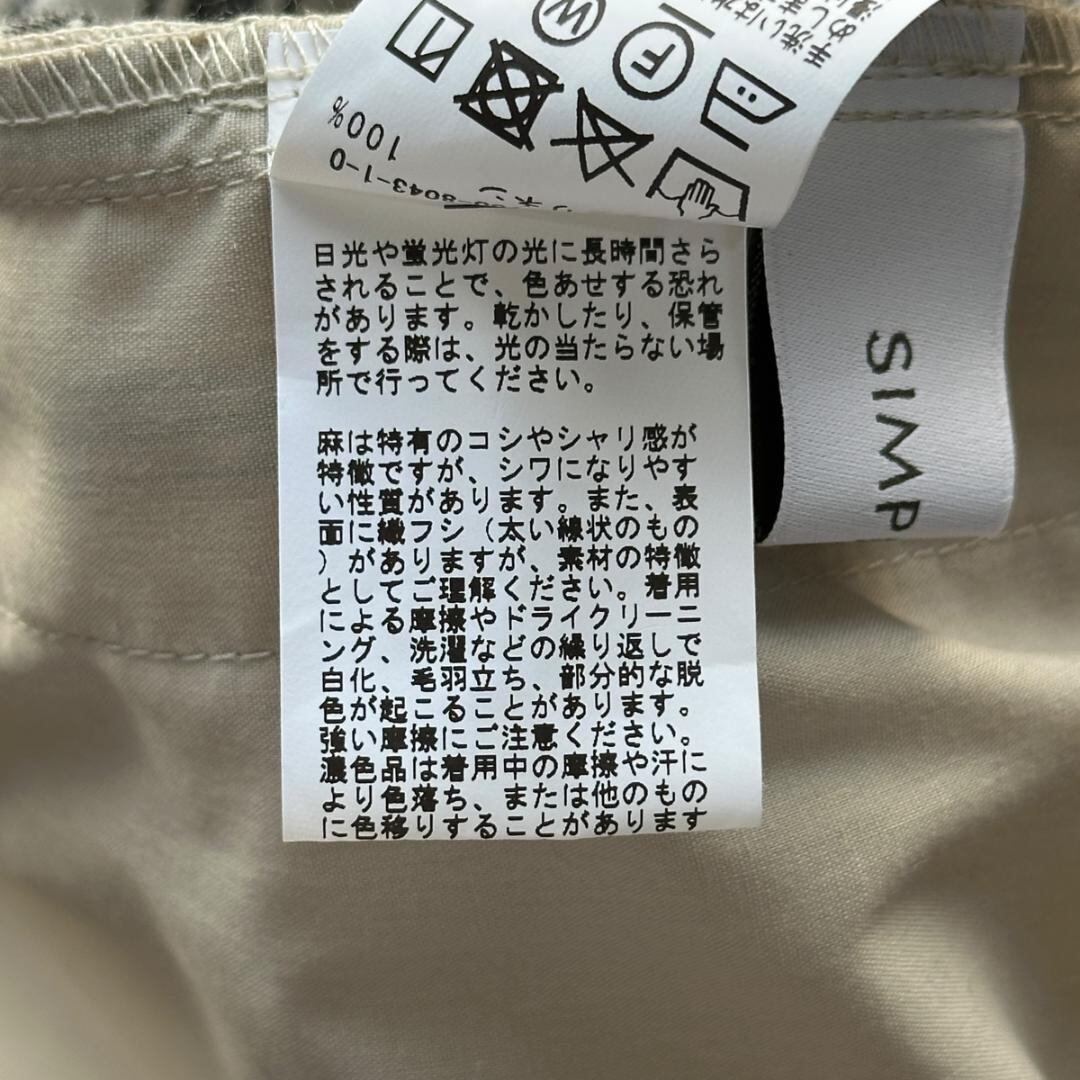 手洗いは
100%
リネン
8043-1-0
W
F
日光や蛍光灯の光に長時間さら
されることで、色あせする恐れ
があります。乾かしたり、保管
をする際は、光の当たらない場
所で行ってください。
麻は特有のコシやシャリ感が
特徴ですが、シワになりやす
い性質があります。また、表
面に繊フシ（太い線状のもの
）がありますが、素材の特徴
としてご理解ください。着用
による摩擦やドライクリーニ
ング、洗濯などの繰り返しで
白化、毛羽立ち、部分的な脱
色が起こることがあります。
強い摩擦にご注意ください。
濃色品は着用中の摩擦や汗に
より色落ち、または他のもの
に色移りすることがあります
SIMP